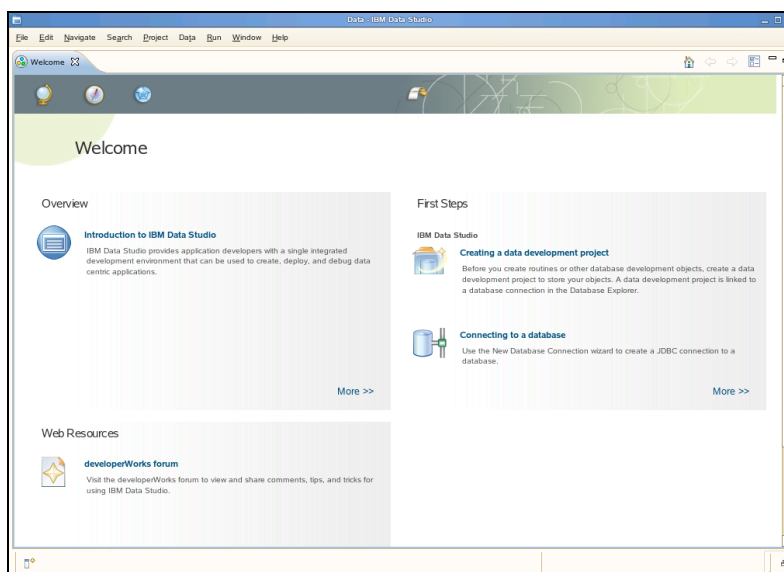 Data - IBM Data Studio
File Edit Navigate Search Project Data Run Window Help
Welcome
Welcome
Overview
Introduction to IBM Data Studio
IBM Data Studio provides application developers with a single integrated
development environment that can be used to create, deploy, and debug data
centric applications.
More >>
First Steps
IBM Data Studio
Creating a data development project
Before you create routines or other database development objects, create a data
development project to store your objects. A data development project is linked to
a database connection in the Database Explorer.
Connecting to a database
Use the New Database Connection wizard to create a JDBC connection to a
database.
More >>
Web Resources
developerWorks forum
Visit the developerWorks forum to view and share comments, tips, and tricks for
using IBM Data Studio.